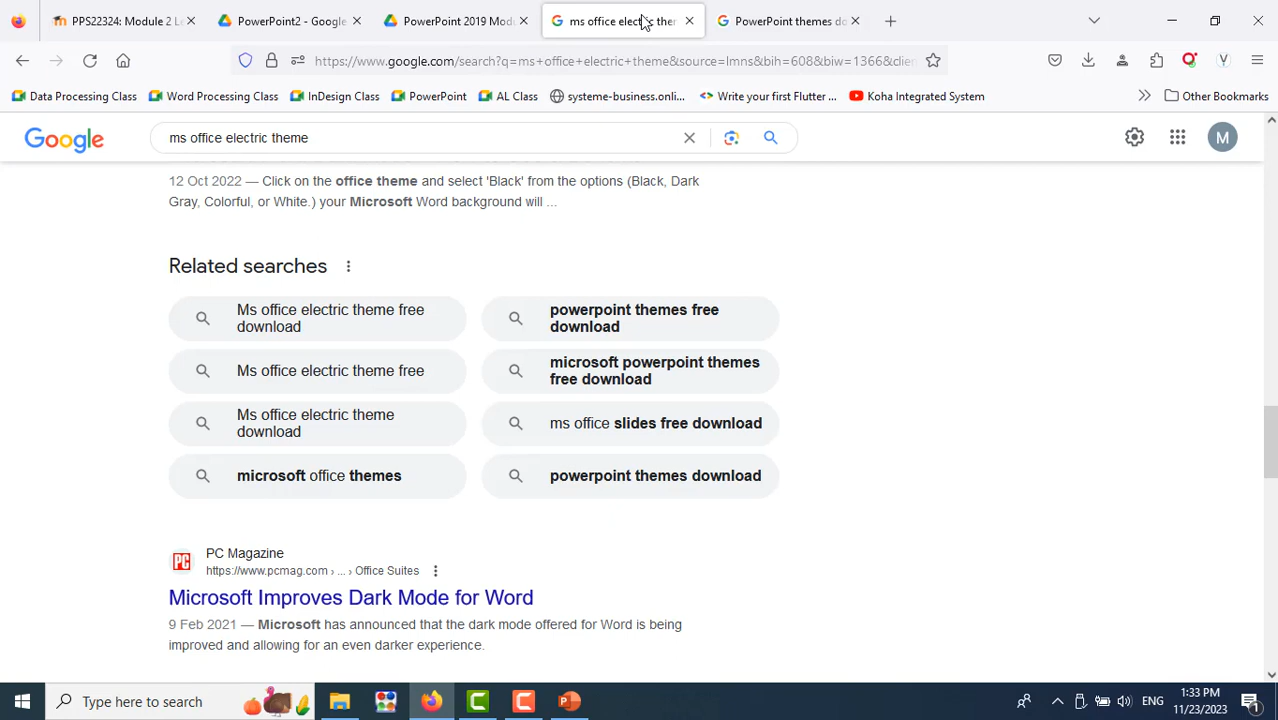 PPS22324: Module 2 Le
PowerPoint2 - Google
PowerPoint 2019 Modu
ms office electric ther
PowerPoint themes do
https://www.google.com/search?q=ms+office+electric+theme&source=lmns&bih=608&biw=1366&clien
Data Processing Class
Word Processing Class
InDesign Class
PowerPoint
AL Class
systeme-business.onli...
Write your first Flutter ...
Koha Integrated System
Other Bookmarks
Google
ms office electric theme
M
12 Oct 2022 — Click on the office theme and select 'Black' from the options (Black, Dark
Gray, Colorful, or White.) your Microsoft Word background will ...
Related searches
Ms office electric theme free
download
powerpoint themes free
download
Ms office electric theme free
microsoft powerpoint themes
free download
Ms office electric theme
download
ms office slides free download
microsoft office themes
powerpoint themes download
PC
PC Magazine
https://www.pcmag.com › ... › Office Suites
Microsoft Improves Dark Mode for Word
9 Feb 2021 — Microsoft has announced that the dark mode offered for Word is being
improved and allowing for an even darker experience.
Type here to search
ENG
1:33 PM
11/23/2023
1